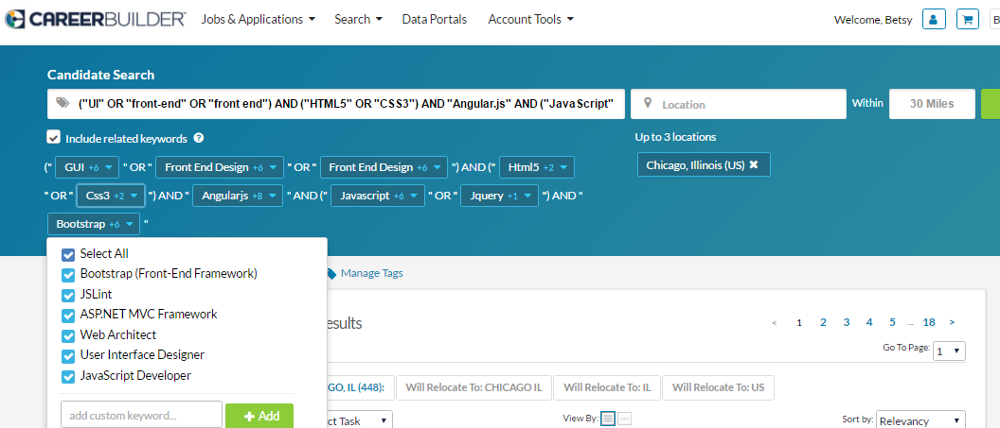 CAREERBUILDER Jobs & Applications Search Data Portals Account Tools Welcome, Betsy
Candidate Search
("UI" OR "front-end" OR "front end") AND ("HTML5" OR "CSS3") AND "Angular.js" AND ("JavaScript" Location Within 30 Miles
Include related keywords ? Up to 3 locations
(" GUI +6 " OR " Front End Design +6 " OR " Front End Design +6 ") AND (" Html5 +2 Chicago, Illinois (US) ✖
" OR " Css3 +2 ") AND " Angularjs +8 " AND (" Javascript +6 " OR " Jquery +1 ") AND "
Bootstrap +6 "
Select All
Bootstrap (Front-End Framework) Manage Tags
JSLint
ASP.NET MVC Framework esults < 1 2 3 4 5 ... 18 >
Web Architect
User Interface Designer Go To Page: 1
JavaScript Developer
GO, IL (448): Will Relocate To: CHICAGO IL Will Relocate To: IL Will Relocate To: US
add custom keyword... + Add ct Task View By: Sort by: Relevancy